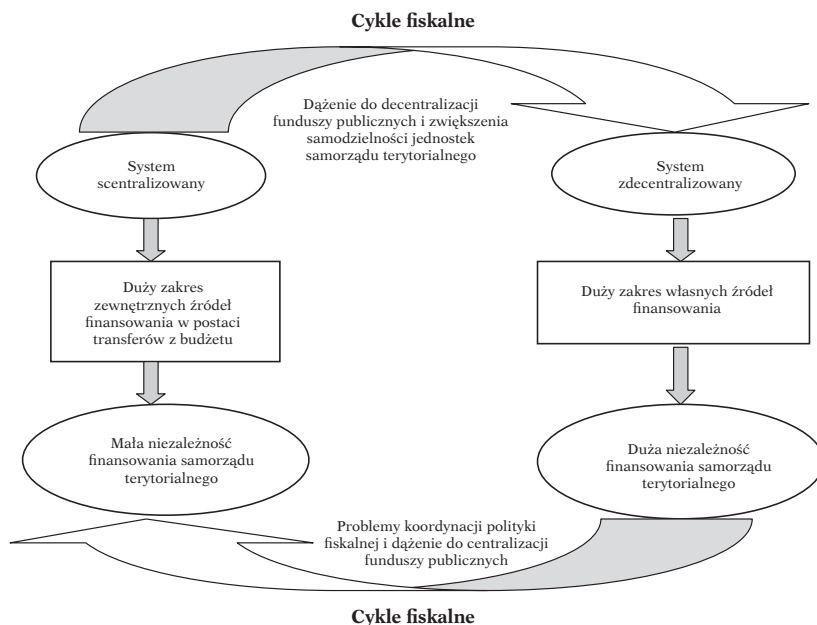 Cykle fiskalne
Dążenie do decentralizacji
funduszy publicznych i zwiększenia
samodzielności jednostek
samorządu terytorialnego
System
scentralizowany
System
zdecentralizowany
Duży zakres
zewnętrznych źródeł
finansowania w postaci
transferów z budżetu
Duży zakres własnych źródeł
finansowania
Mała niezależność
finansowania samorządu
terytorialnego
Duża niezależność
finansowania samorządu
terytorialnego
Problemy koordynacji polityki
fiskalnej i dążenie do centralizacji
funduszy publicznych
Cykle fiskalne